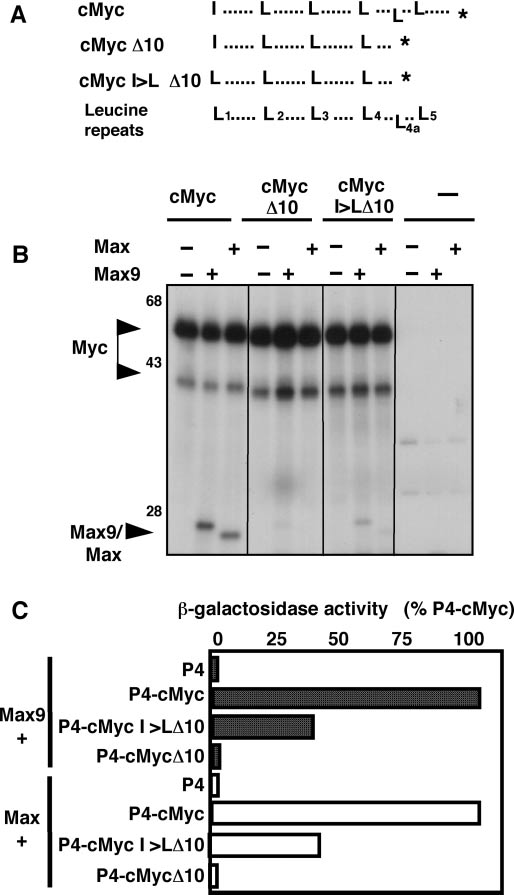 A
cMyc I ...... L ...... L ...... L ... L .. L ..... *
cMyc Δ10 I ...... L ...... L ...... L ... *
cMyc I>L Δ10 L ...... L ...... L ...... L ... *
Leucine repeats L1..... L2.... L3 .... L4 .. L4a .. L5
B
cMyc cMyc Δ10 cMyc I>LΔ10 —
Max – + – + – + – +
Max9 – + – + – + – +
68
Myc
43
28
Max9/
Max
C
β-galactosidase activity (% P4-cMyc)
0 25 50 75 100
Max9
+
P4
P4-cMyc
P4-cMyc I >LΔ10
P4-cMycΔ10
Max
+
P4
P4-cMyc
P4-cMyc I >LΔ10
P4-cMycΔ10